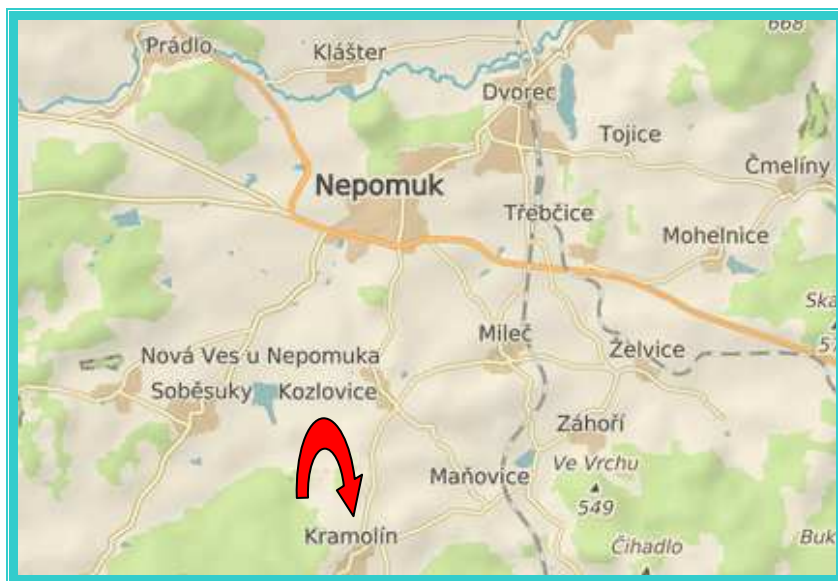 668
Prádlo
Klášter
Dvorec
Tojice
Čmelíny
Nepomuk
Třebčice
Mohelnice
Ska
57
Mileč
Želvice
Nová Ves u Nepomuka
Soběsuky
Kozlovice
Záhoří
Maňovice
Ve Vrchu
549
Kramolín
Čihadlo
Buk